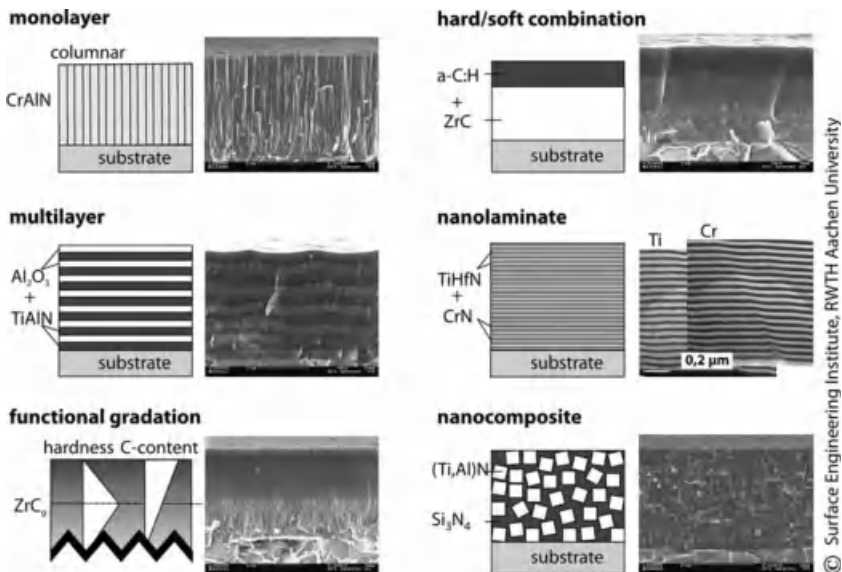 monolayer
columnar
CrAlN
substrate
hard/soft combination
a-C:H
+
ZrC
substrate
multilayer
Al₂O₃
+
TiAlN
substrate
nanolaminate
TiHfN
+
CrN
substrate
Ti
Cr
0,2 µm
functional gradation
hardness C-content
ZrC₉
nanocomposite
(Ti,Al)N
Si₃N₄
substrate
© Surface Engineering Institute, RWTH Aachen University